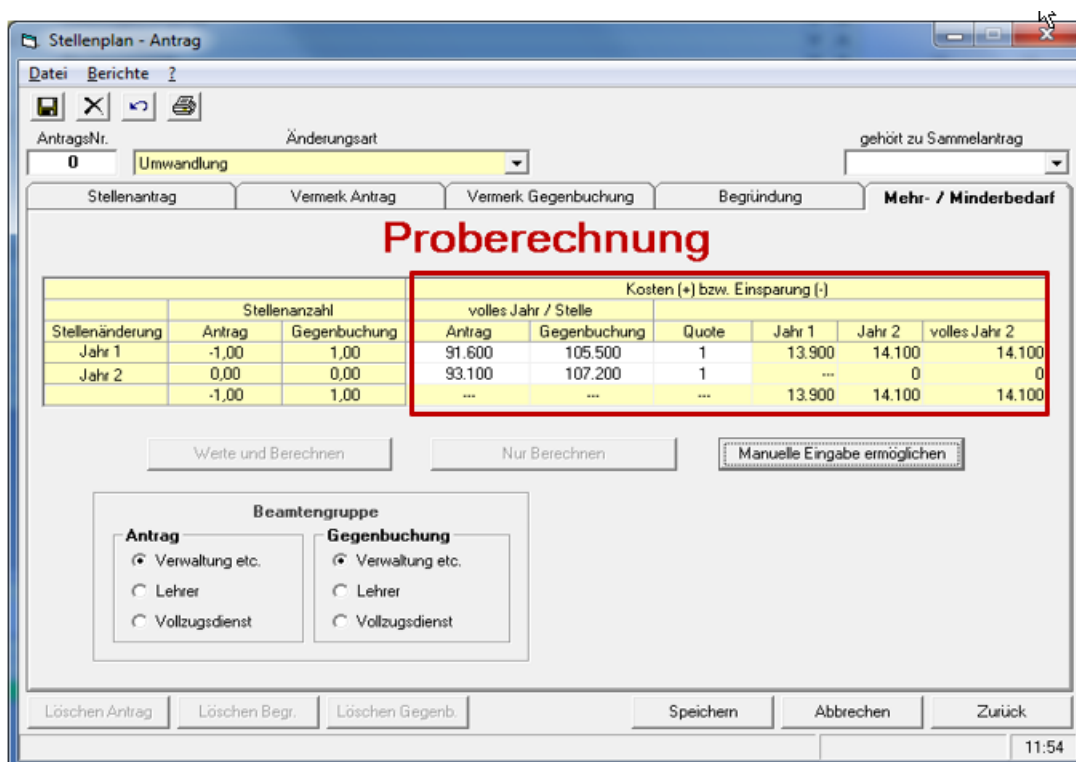 Stellenplan - Antrag
Datei Berichte ?
AntragsNr. Änderungsart gehört zu Sammelantrag
0 Umwandlung
Stellenantrag Vermerk Antrag Vermerk Gegenbuchung Begründung Mehr- / Minderbedarf
Proberechnung
Kosten (+) bzw. Einsparung (-)
Stellenanzahl volles Jahr / Stelle
Stellenänderung Antrag Gegenbuchung Antrag Gegenbuchung Quote Jahr 1 Jahr 2 volles Jahr 2
Jahr 1 -1,00 1,00 91.600 105.500 1 13.900 14.100 14.100
Jahr 2 0,00 0,00 93.100 107.200 1 --- 0 0
-1,00 1,00 --- --- --- 13.900 14.100 14.100
Werte und Berechnen Nur Berechnen Manuelle Eingabe ermöglichen
Beamtengruppe
Antrag Gegenbuchung
Verwaltung etc. Verwaltung etc.
Lehrer Lehrer
Vollzugsdienst Vollzugsdienst
Löschen Antrag Löschen Begr. Löschen Gegenb. Speichern Abbrechen Zurück
11:54